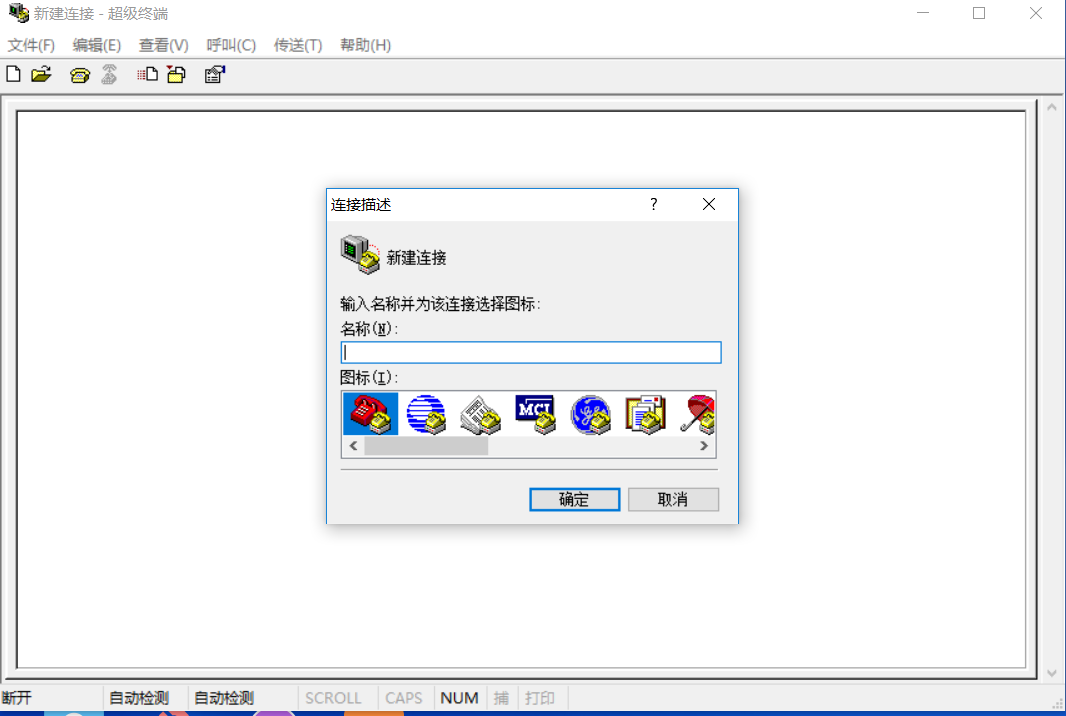 新建连接 - 超级终端
文件(F) 编辑(E) 查看(V) 呼叫(C) 传送(T) 帮助(H)
连接描述 ?
新建连接
输入名称并为该连接选择图标:
名称(N):
图标(I):
MCI
确定 取消
断开 自动检测 自动检测 SCROLL CAPS NUM 捕 打印